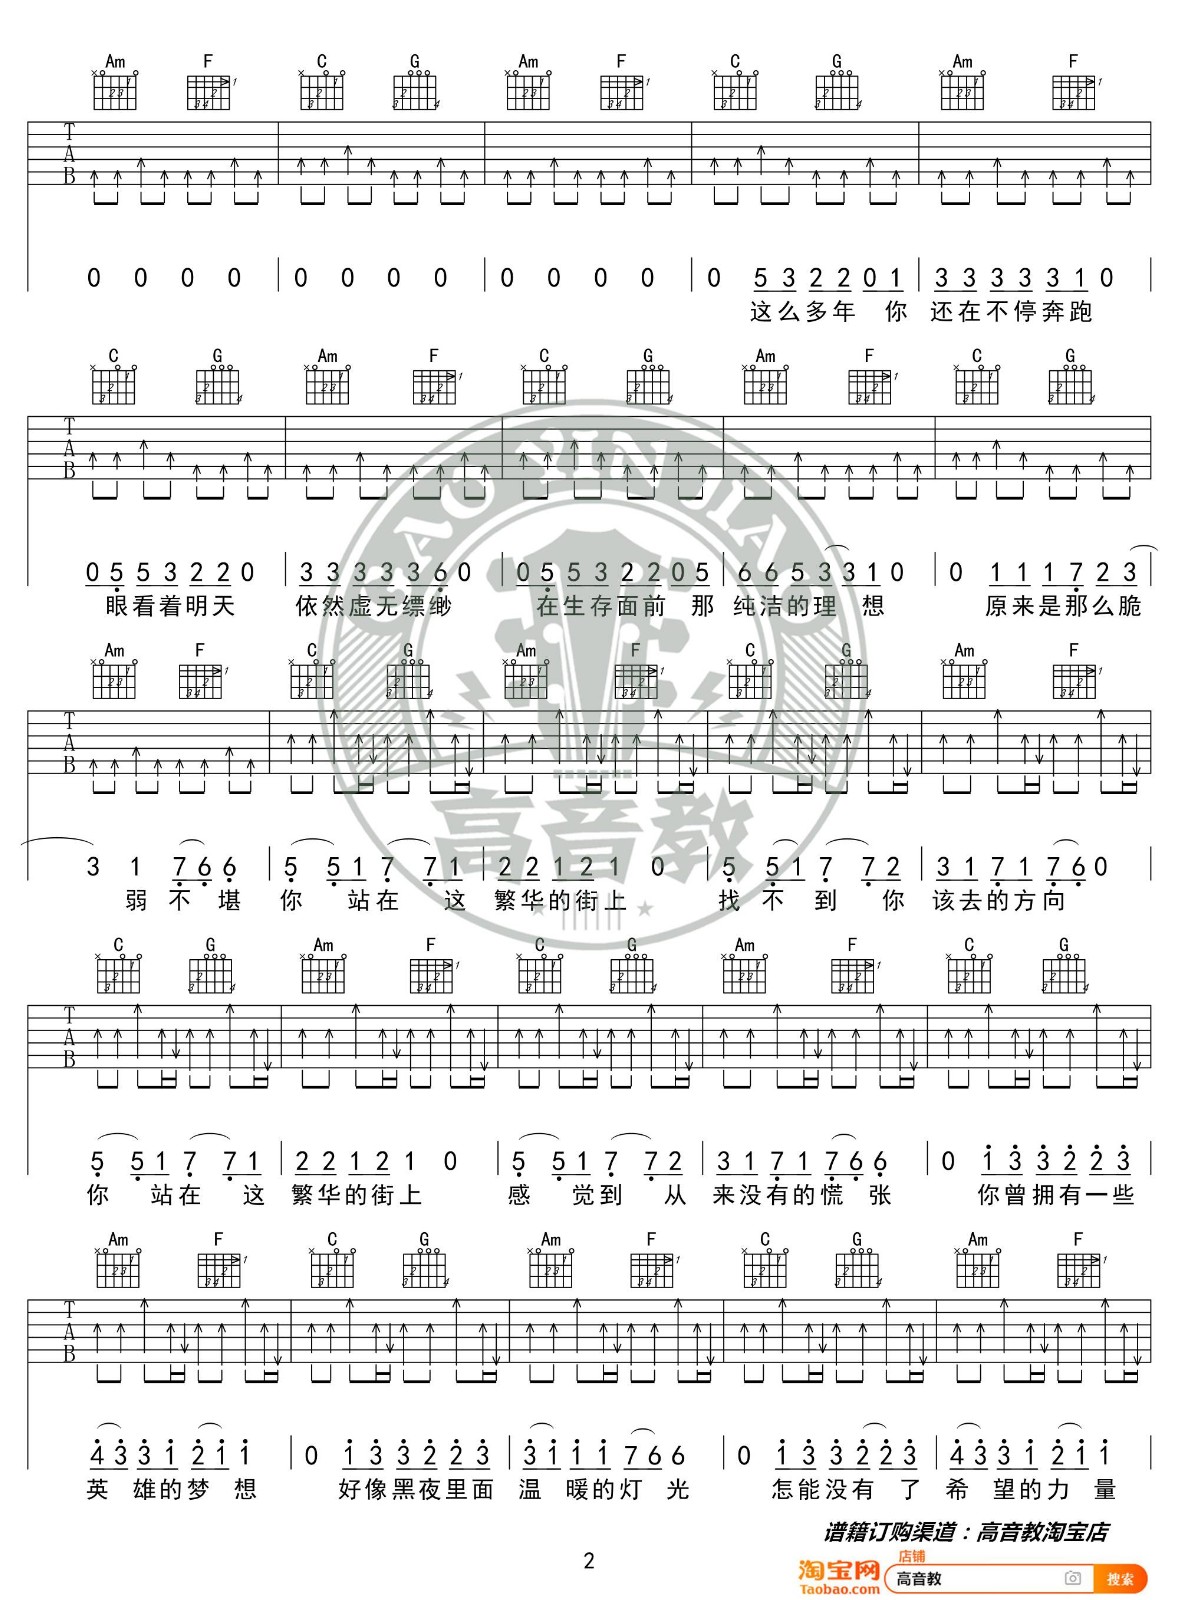 Am F C G Am F C G Am F
T A B
0 0 0 0 0 0 0 0 0 0 0 0 0 5 3 2 2 0 1 3 3 3 3 3 1 0
这么多年 你 还在不停奔跑
C G Am F C G Am F C G
T A B
0 5 5 3 2 2 0 3 3 3 3 3 6 0 0 5 5 3 2 2 0 5 6 6 5 3 3 1 0 0 1 1 1 7 2 3
眼看着明天 依然虚无缥缈 在生存面前 那 纯洁的理 想 原来是那么脆
GAO YIN JIAO
Am F C G Am F C G Am F
T A B
高音教
3 1 7 6 6 5 5 1 7 7 1 2 2 1 2 1 0 5 5 1 7 7 2 3 1 7 1 7 6 0
弱 不 堪 你 站在 这 繁华的街上 找 不 到 你 该去的方向
C G Am F C G Am F C G
T A B
5 5 1 7 7 1 2 2 1 2 1 0 5 5 1 7 7 2 3 1 7 1 7 6 6 0 1 3 3 2 2 3
你 站在 这 繁华的街上 感 觉到 从 来没有的慌 张 你曾拥有一些
Am F C G Am F C G Am F
T A B
4 3 3 1 2 1 1 0 1 3 3 2 2 3 3 1 1 1 7 6 6 0 1 3 3 2 2 3 4 3 3 1 2 1 1
英 雄的梦 想 好像黑夜里面 温 暖的灯 光 怎能没有 了 希 望的力 量
谱籍订购渠道：高音教淘宝店
2
淘宝网 Taobao.com 店铺 高音教 搜索